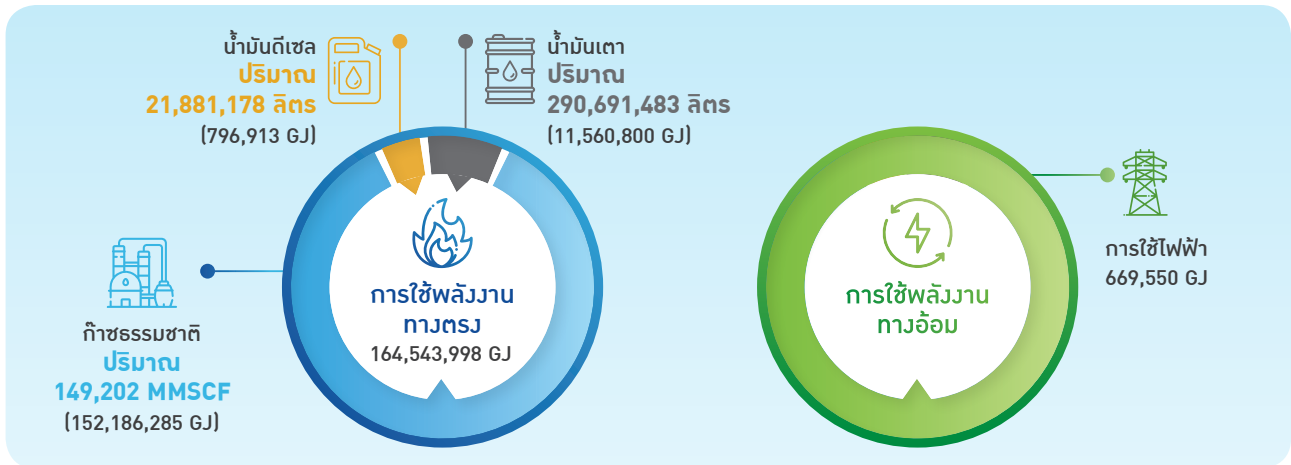 น้ำมันดีเซล
ปริมาณ
21,881,178 ลิตร
(796,913 GJ)
น้ำมันเตา
ปริมาณ
290,691,483 ลิตร
(11,560,800 GJ)
ก๊าซธรรมชาติ
ปริมาณ
149,202 MMSCF
(152,186,285 GJ)
การใช้พลังงาน
ทางตรง
164,543,998 GJ
การใช้พลังงาน
ทางอ้อม
การใช้ไฟฟ้า
669,550 GJ